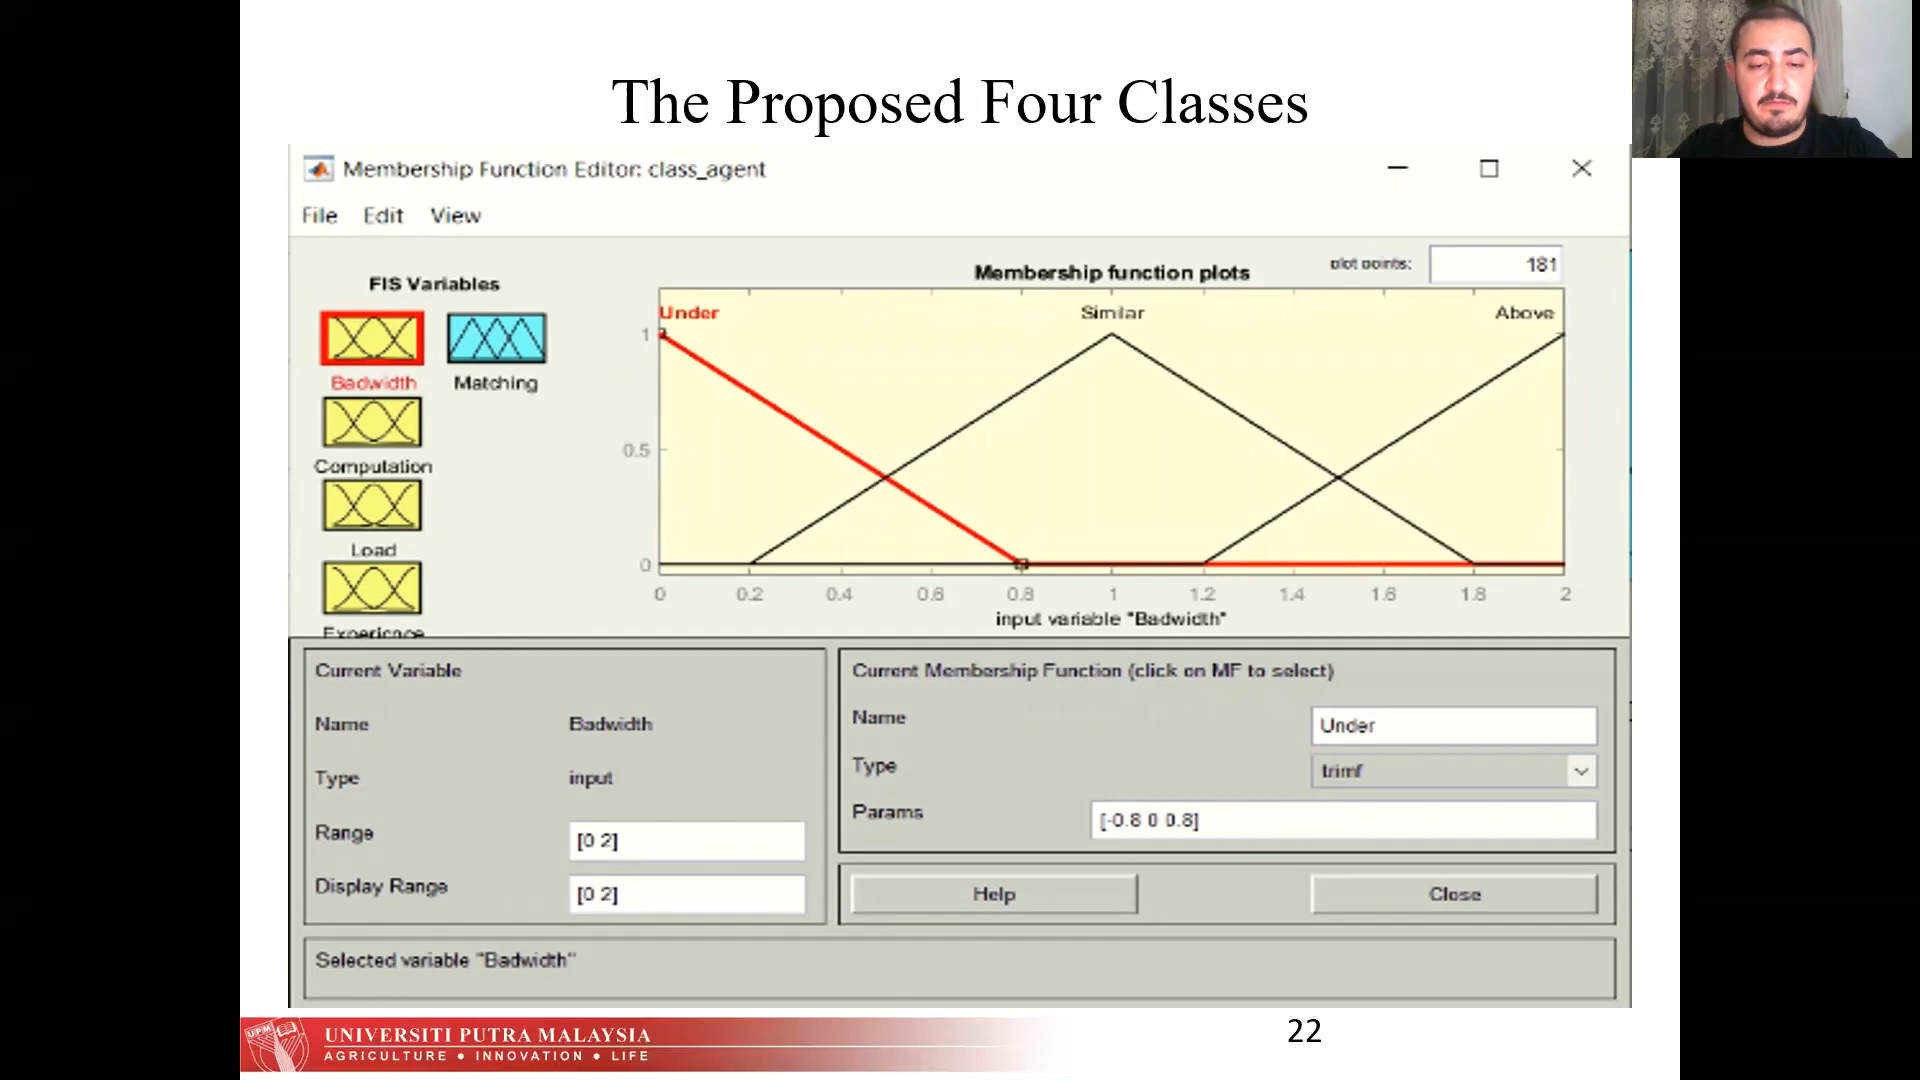 The Proposed Four Classes
Membership Function Editor: class_agent
File Edit View
FIS Variables
Badwidth
Matching
Computation
Load
Experience
Membership function plots
plot points: 181
Under Similar Above
1
0.5
0
0 0.2 0.4 0.6 0.8 1 1.2 1.4 1.6 1.8 2
input variable "Badwidth"
Current Variable
Name Badwidth
Type input
Range [0 2]
Display Range [0 2]
Current Membership Function (click on MF to select)
Name Under
Type trimf
Params [-0.8 0 0.8]
Help Close
Selected variable "Badwidth"
UPM
UNIVERSITI PUTRA MALAYSIA
AGRICULTURE • INNOVATION • LIFE
22